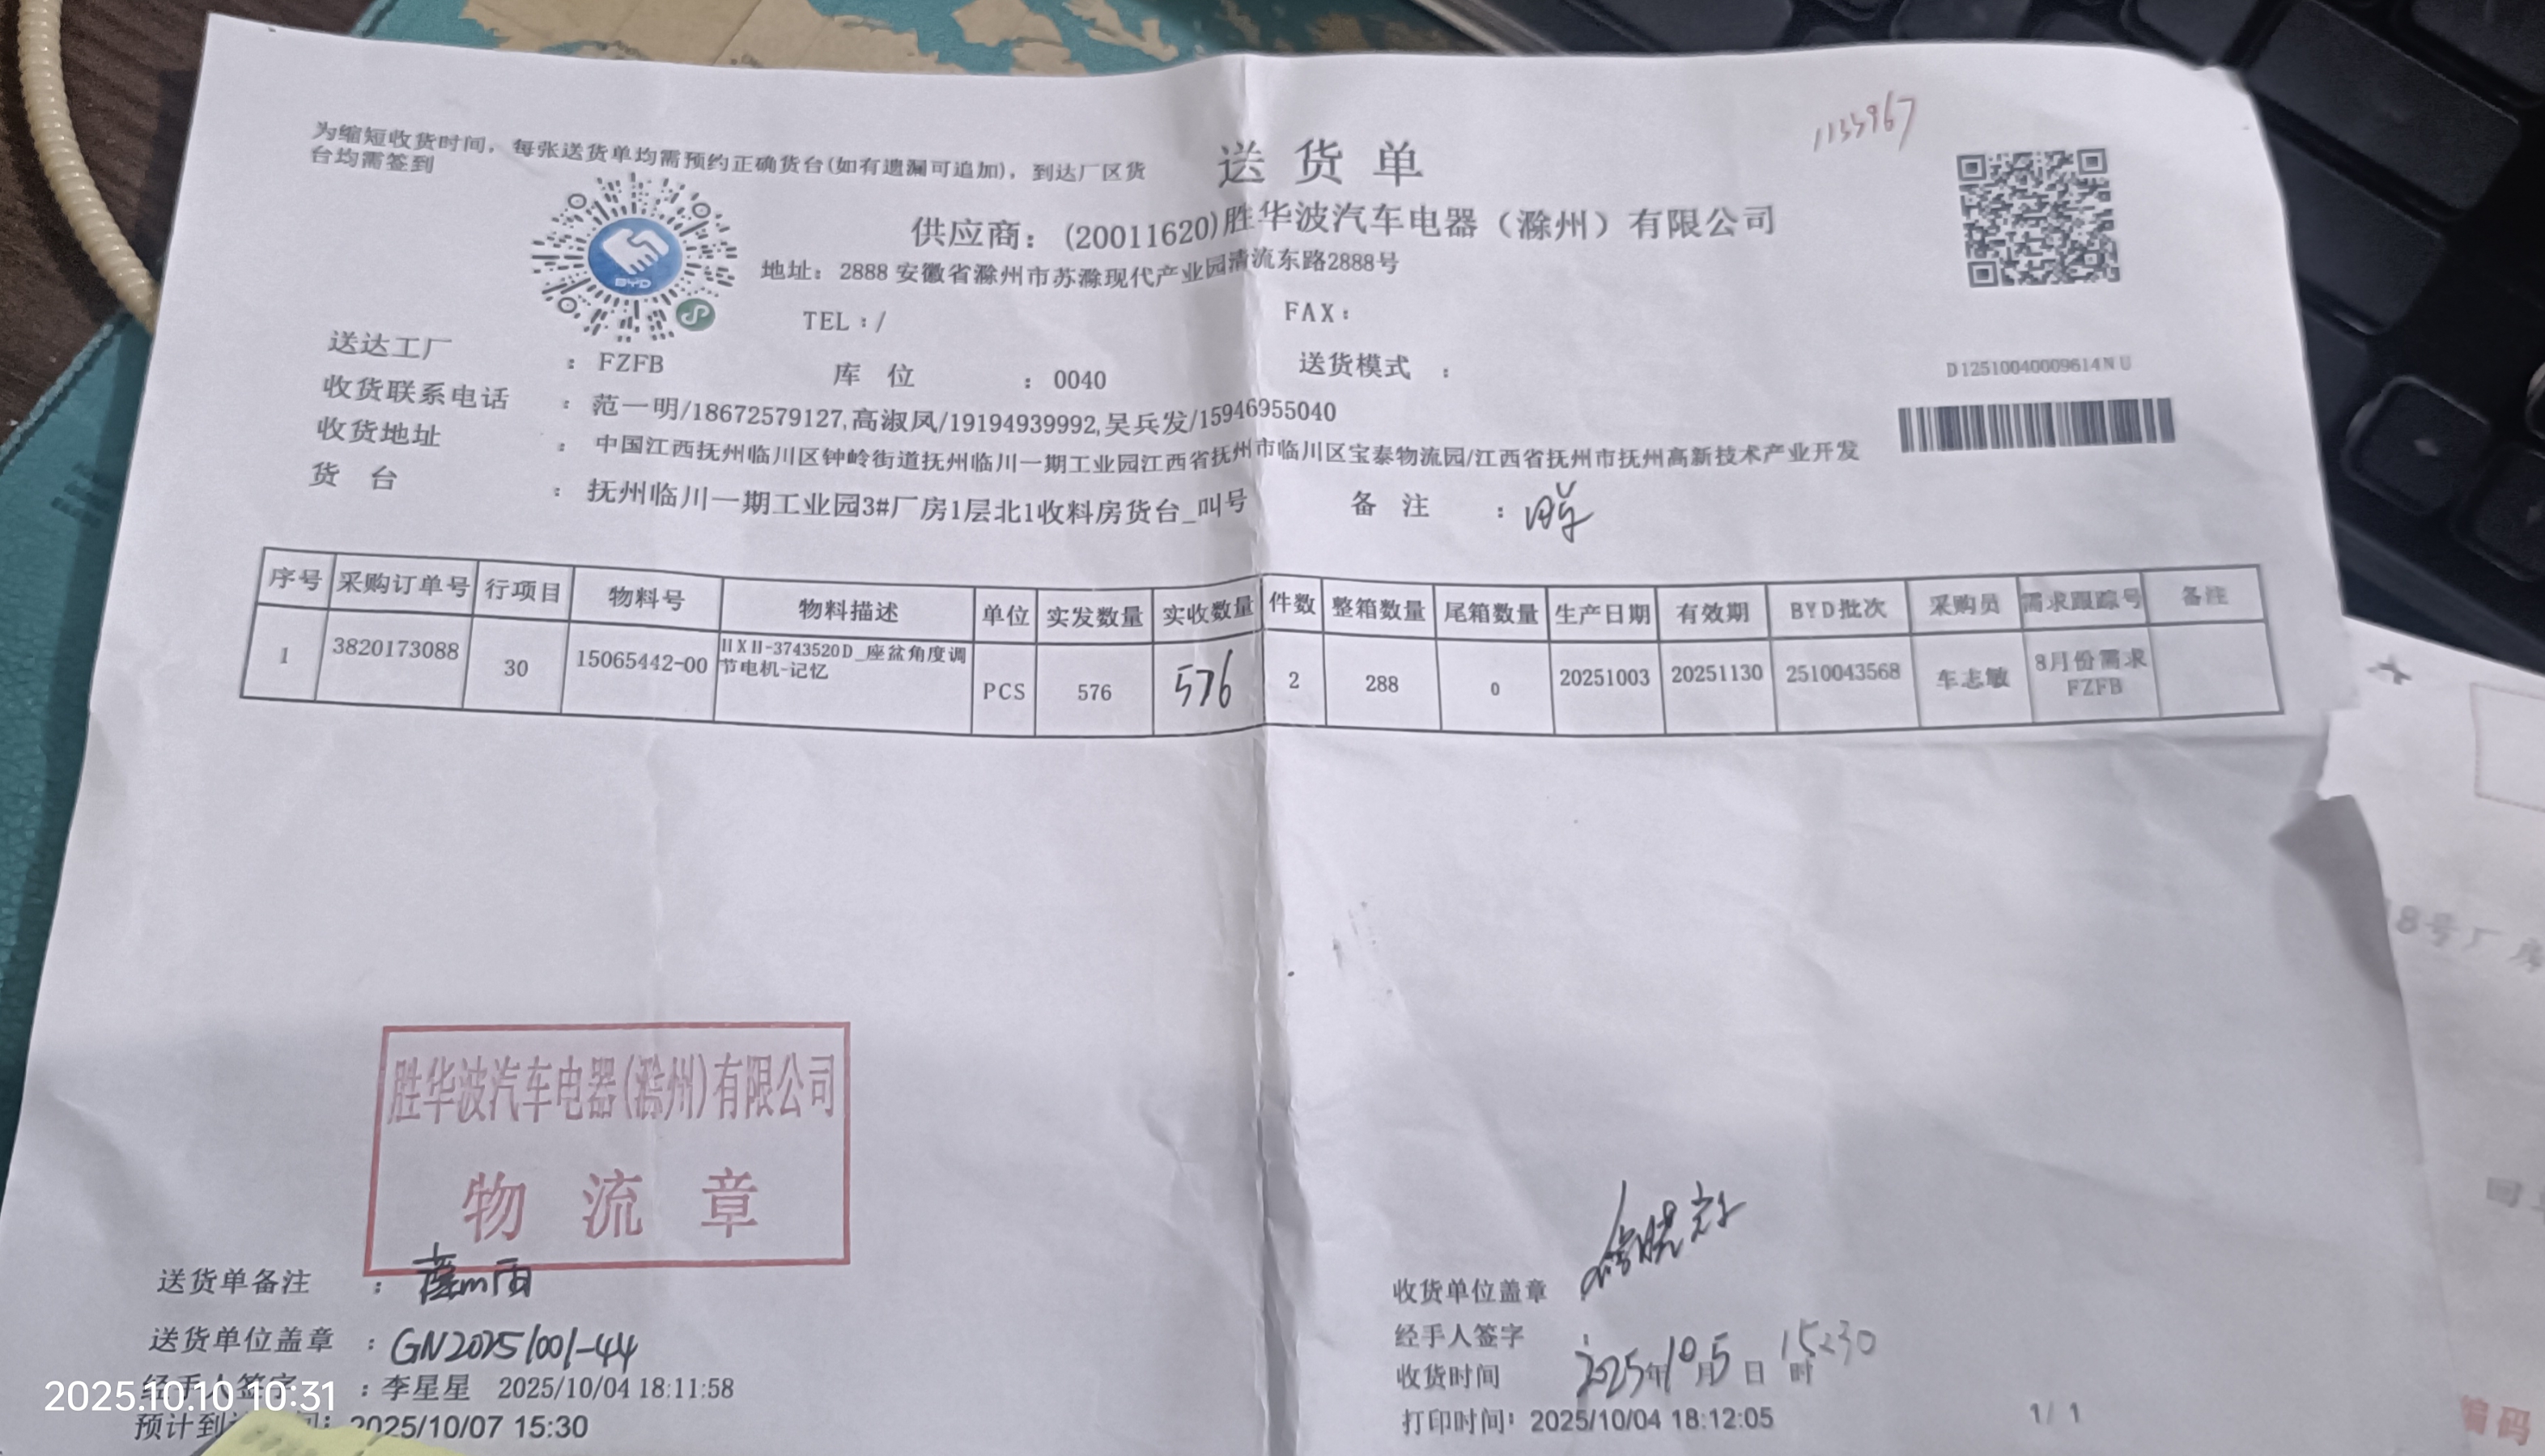 1133967
为缩短收货时间，每张送货单均需预约正确货台(如有遗漏可追加)，到达厂区货
台均需签到
送 货 单
供应商：(20011620)胜华波汽车电器（滁州）有限公司
地址：2888 安徽省滁州市苏滁现代产业园清流东路2888号
BYD
TEL：/
FAX：
送达工厂 ：FZFB 库 位 ：0040 送货模式 ：
D12510040009614NU
收货联系电话 ：范一明/18672579127,高淑凤/19194939992,吴兵发/15946955040
收货地址 ：中国江西抚州临川区钟岭街道抚州临川一期工业园江西省抚州市临川区宝泰物流园/江西省抚州市抚州高新技术产业开发
货 台 ：抚州临川一期工业园3#厂房1层北1收料房货台_叫号 备 注 ：
序号 采购订单号 行项目 物料号 物料描述 单位 实发数量 实收数量 件数 整箱数量 尾箱数量 生产日期 有效期 BYD批次 采购员 需求跟踪号 备注
1 3820173088 30 15065442-00 HXH-3743520D_座盆角度调 PCS 576 576 2 288 0 20251003 20251130 2510043568 车志敏 8月份需求
节电机-记忆 FZFB
胜华波汽车电器(滁州)有限公司
物 流 章
送货单备注 ：
送货单位盖章 ：GN20251001-44
经手人签字 ：李星星 2025/10/04 18:11:58
预计到 2025/10/07 15:30
收货单位盖章
经手人签字 ：
收货时间 2025年10月5日 15:30 时
打印时间：2025/10/04 18:12:05
1/ 1
2025.10.10 10:31
8号厂 库
编码